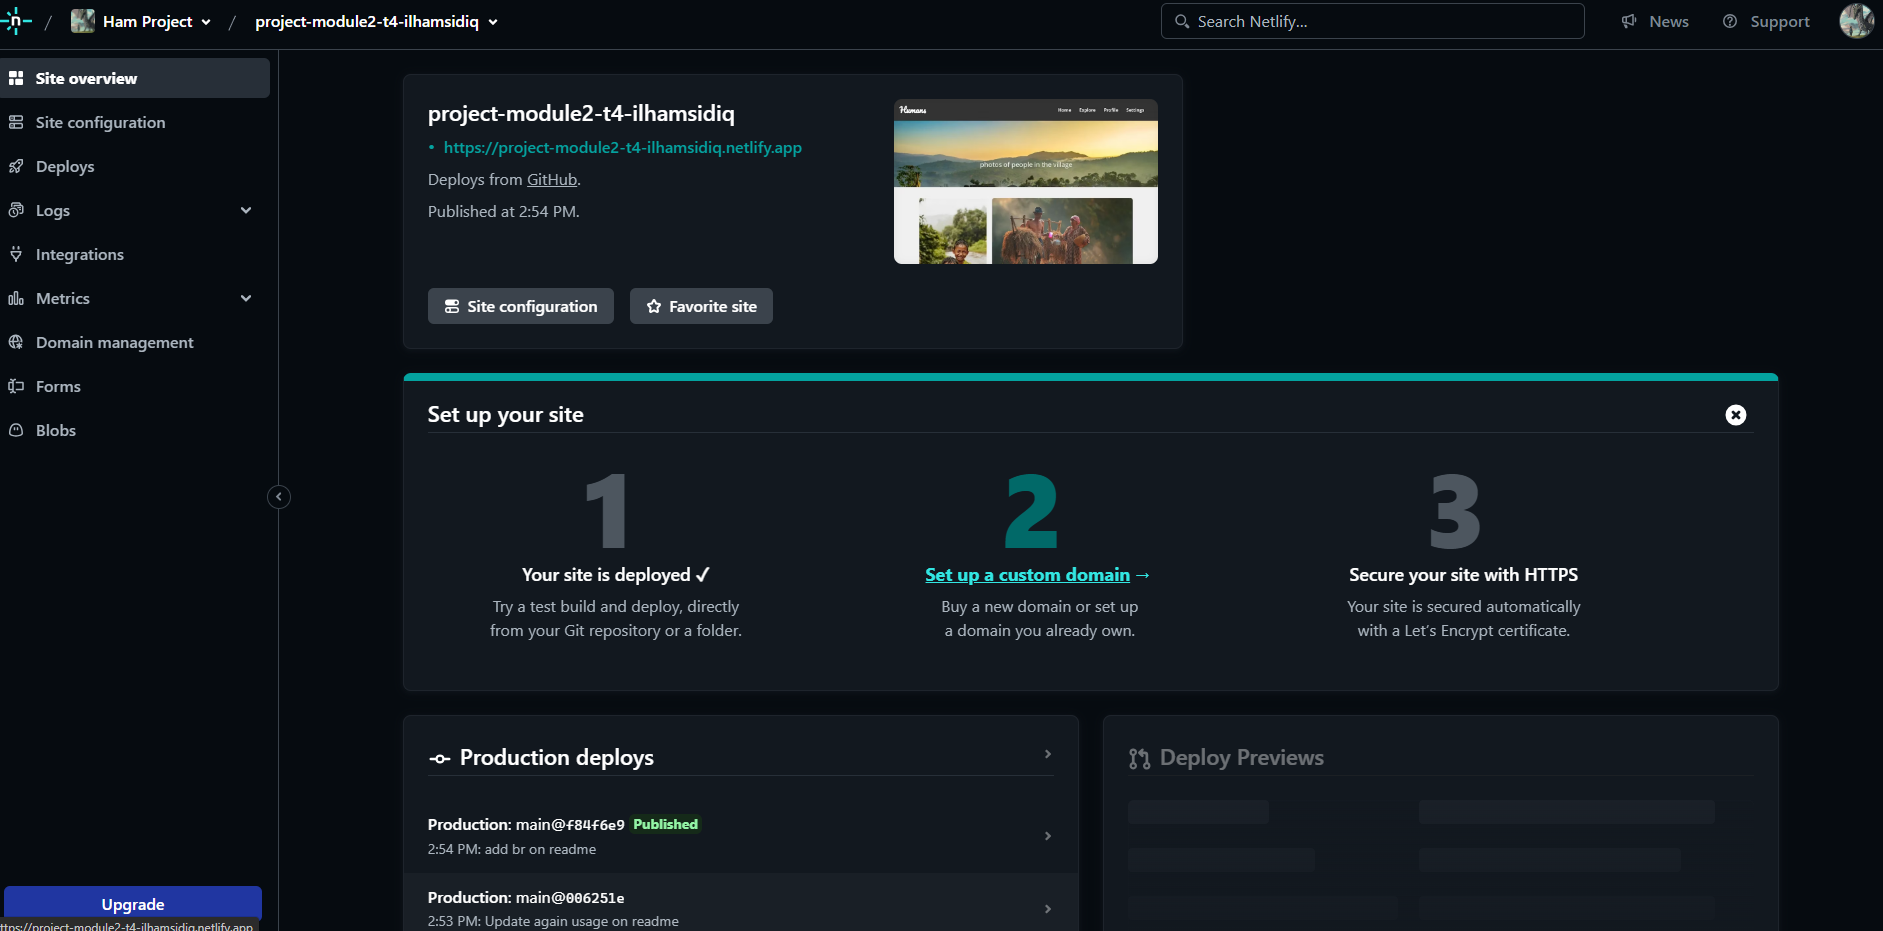 n / Ham Project / project-module2-t4-ilhamsidiq
Search Netlify...
News
Support
Site overview
Site configuration
Deploys
Logs
Integrations
Metrics
Domain management
Forms
Blobs
Upgrade
ttps://project-module2-t4-ilhamsidiq.netlify.app
project-module2-t4-ilhamsidiq
• https://project-module2-t4-ilhamsidiq.netlify.app
Deploys from GitHub.
Published at 2:54 PM.
Site configuration
Favorite site
Humans
Home Explore Profile Settings
photos of people in the village
Set up your site
1
Your site is deployed ✓
Try a test build and deploy, directly
from your Git repository or a folder.
2
Set up a custom domain →
Buy a new domain or set up
a domain you already own.
3
Secure your site with HTTPS
Your site is secured automatically
with a Let’s Encrypt certificate.
Production deploys
Production: main@f84f6e9 Published
2:54 PM: add br on readme
Production: main@006251e
2:53 PM: Update again usage on readme
Deploy Previews